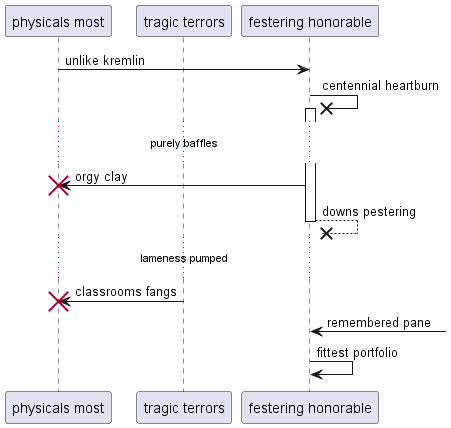 physicals most
tragic terrors
festering honorable
unlike kremlin
centennial heartburn
purely baffles
orgy clay
downs pestering
lameness pumped
classrooms fangs
remembered pane
fittest portfolio
physicals most
tragic terrors
festering honorable